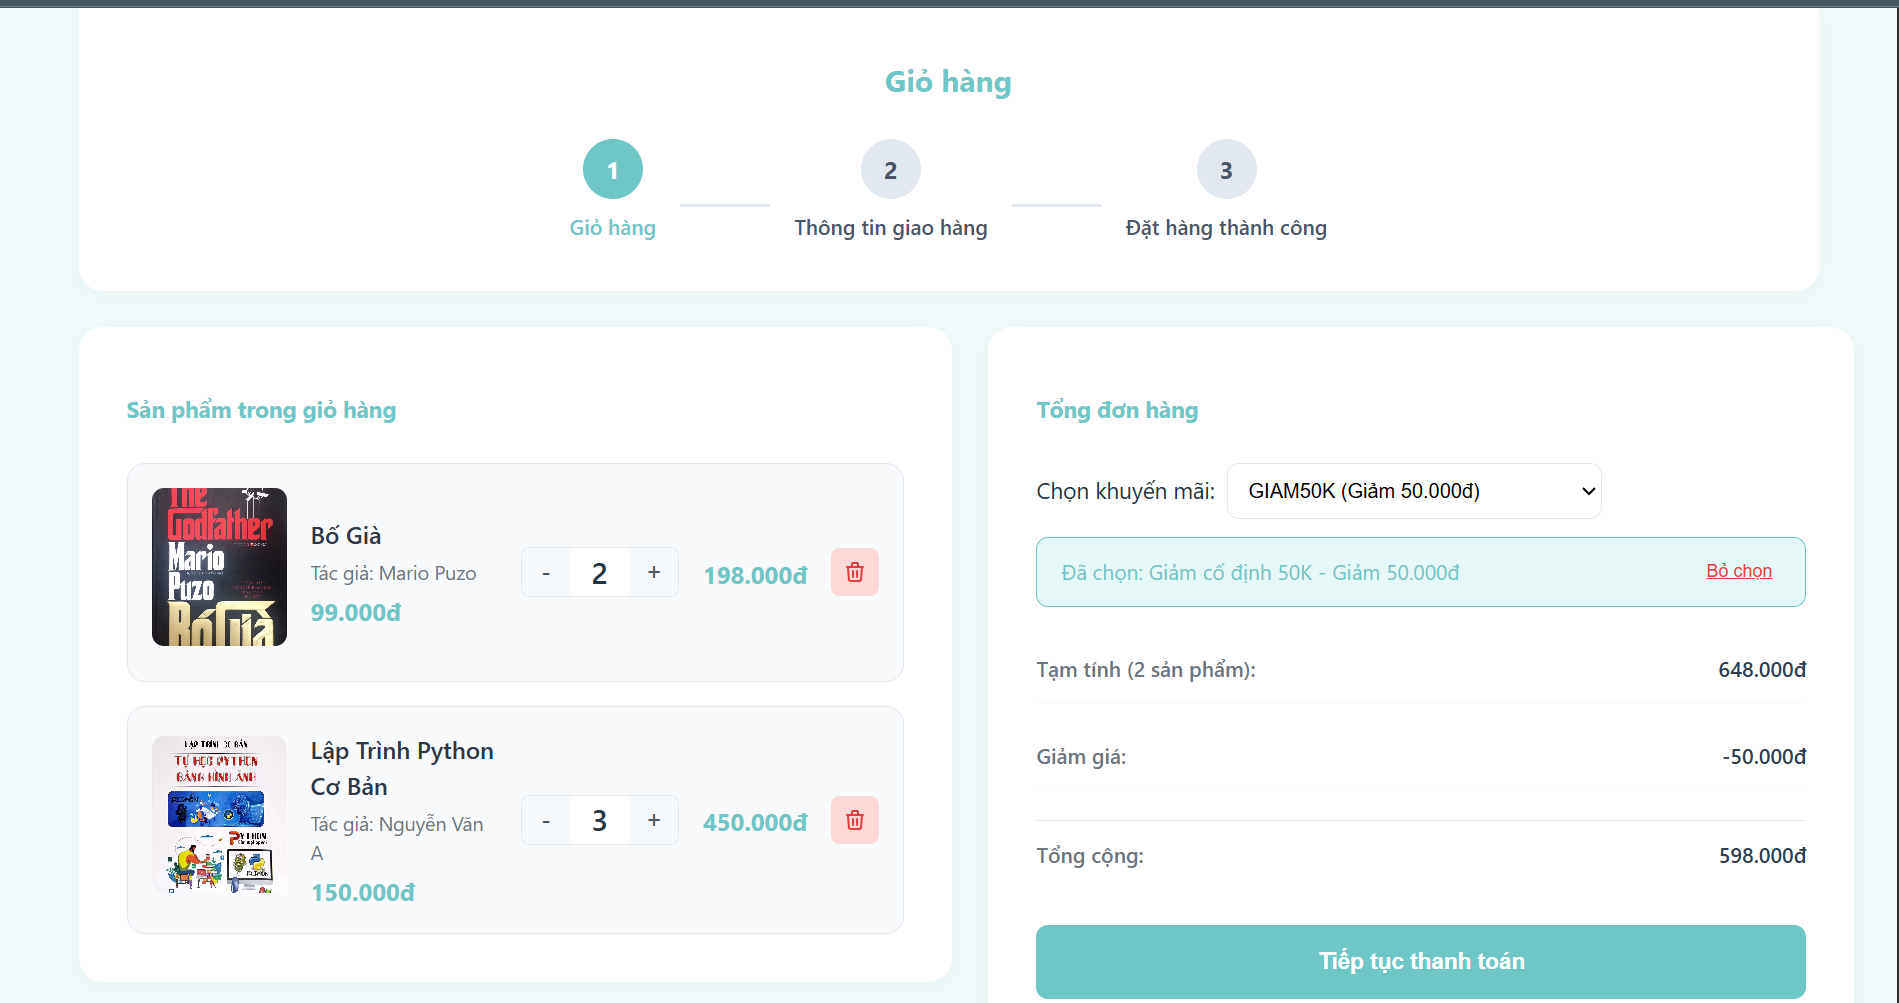 Giỏ hàng
1
2
3
Giỏ hàng
Thông tin giao hàng
Đặt hàng thành công
Sản phẩm trong giỏ hàng
The
Godfather
Mario
Puzo
Bố Già
Bố Già
Tác giả: Mario Puzo
99.000đ
- 2 +
198.000đ
LẬP TRÌNH CƠ BẢN
TỰ HỌC PYTHON
BẰNG HÌNH ẢNH
PYTHON
Lập Trình Python
Cơ Bản
Tác giả: Nguyễn Văn
A
150.000đ
- 3 +
450.000đ
Tổng đơn hàng
Chọn khuyến mãi: GIAM50K (Giảm 50.000đ)
Đã chọn: Giảm cố định 50K - Giảm 50.000đ
Bỏ chọn
Tạm tính (2 sản phẩm): 648.000đ
Giảm giá: -50.000đ
Tổng cộng: 598.000đ
Tiếp tục thanh toán